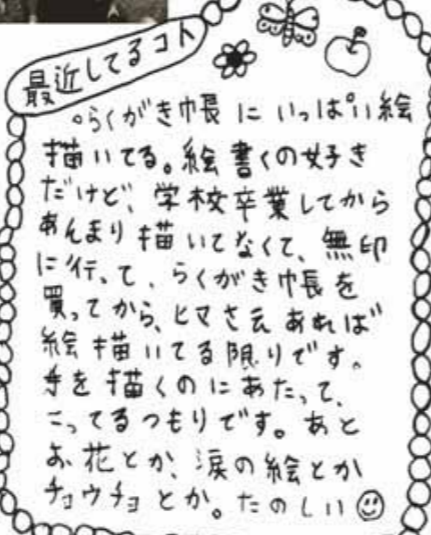 最近してるコト
らくがき帳にいっぱい絵
描いてる。絵書くの好き
だけど、学校卒業してから
あんまり描いてなくて、無印
に行って、らくがき帳を
買ってから、ヒマさえあれば
絵描いてる限りです。
手を描くのにあたって、
こってるつもりです。あと
お花とか、涙の絵とか
チョウチョとか。たのしい